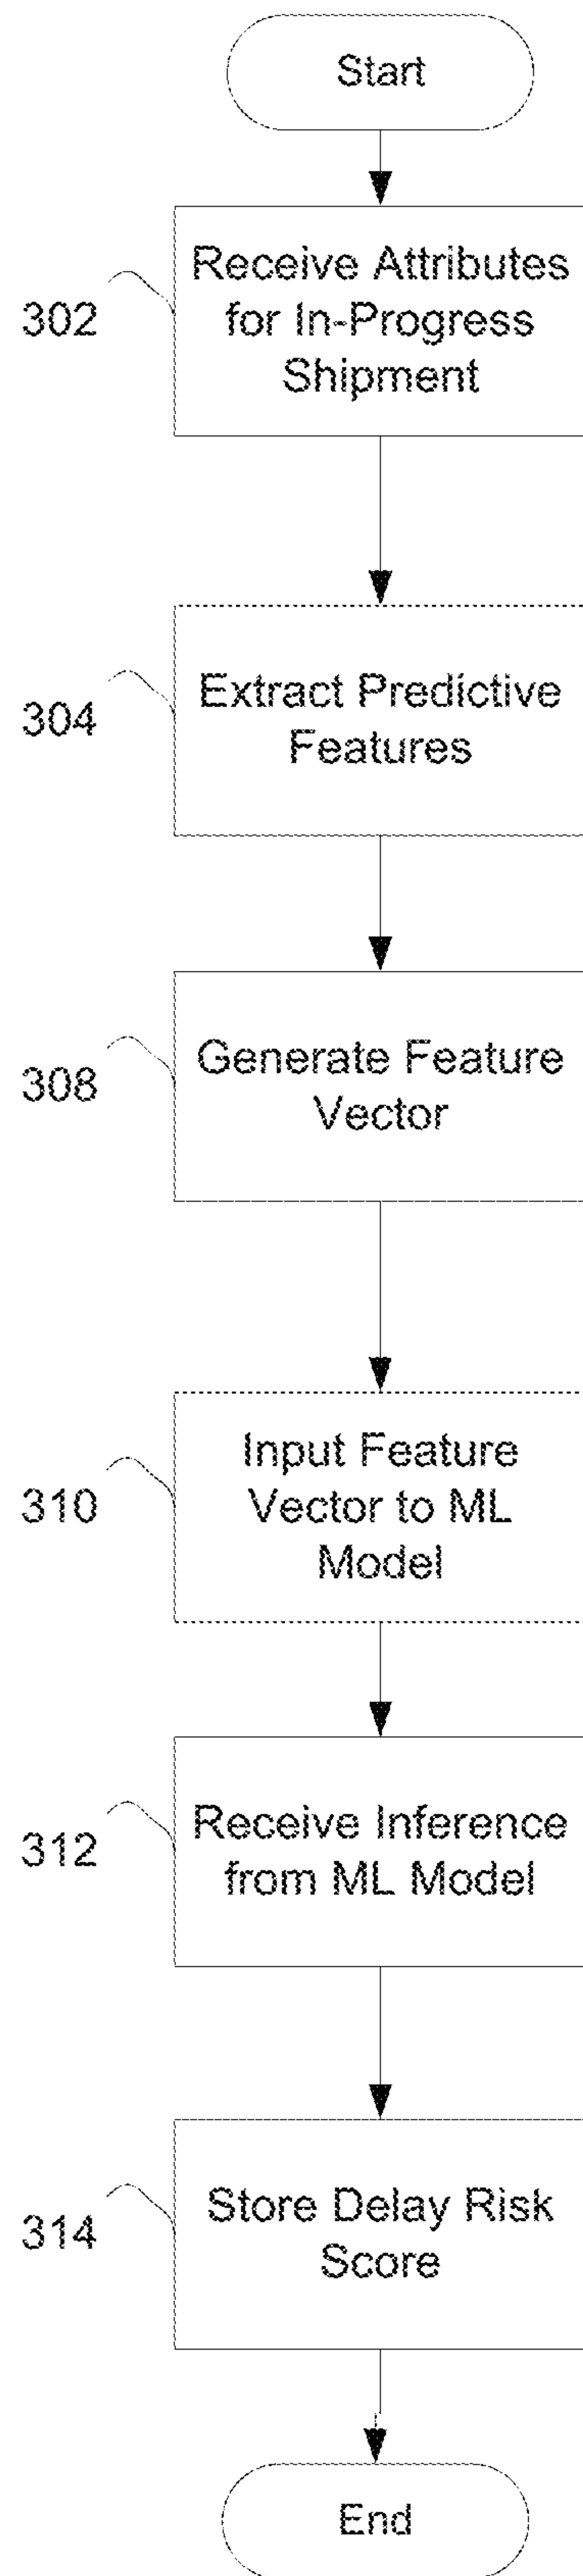 Start
302
Receive Attributes
for In-Progress
Shipment
304
Extract Predictive
Features
308
Generate Feature
Vector
310
Input Feature
Vector to ML
Model
312
Receive Inference
from ML Model
314
Store Delay Risk
Score
End